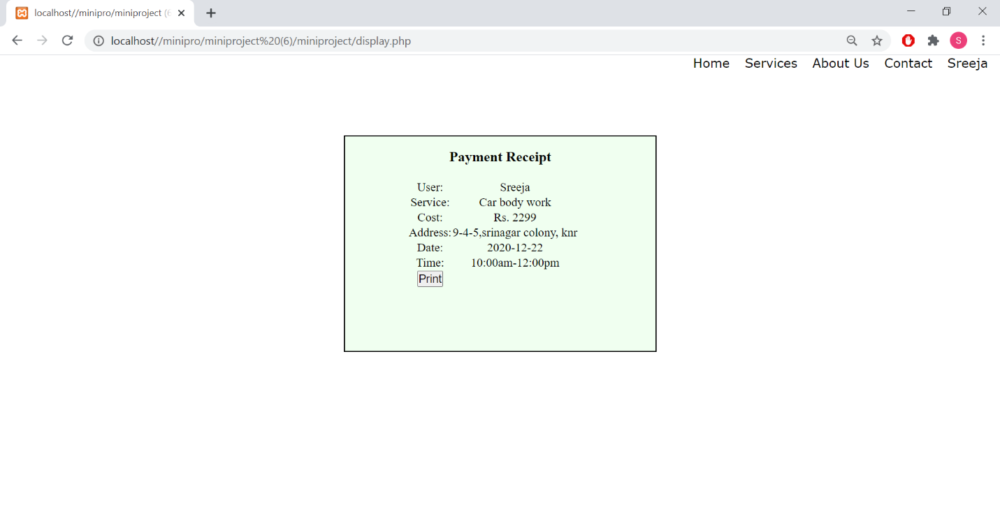 localhost//minipro/miniproject (6
localhost//minipro/miniproject%20(6)/miniproject/display.php
S
Home Services About Us Contact Sreeja
Payment Receipt
User: Sreeja
Service: Car body work
Cost: Rs. 2299
Address: 9-4-5,srinagar colony, knr
Date: 2020-12-22
Time: 10:00am-12:00pm
Print